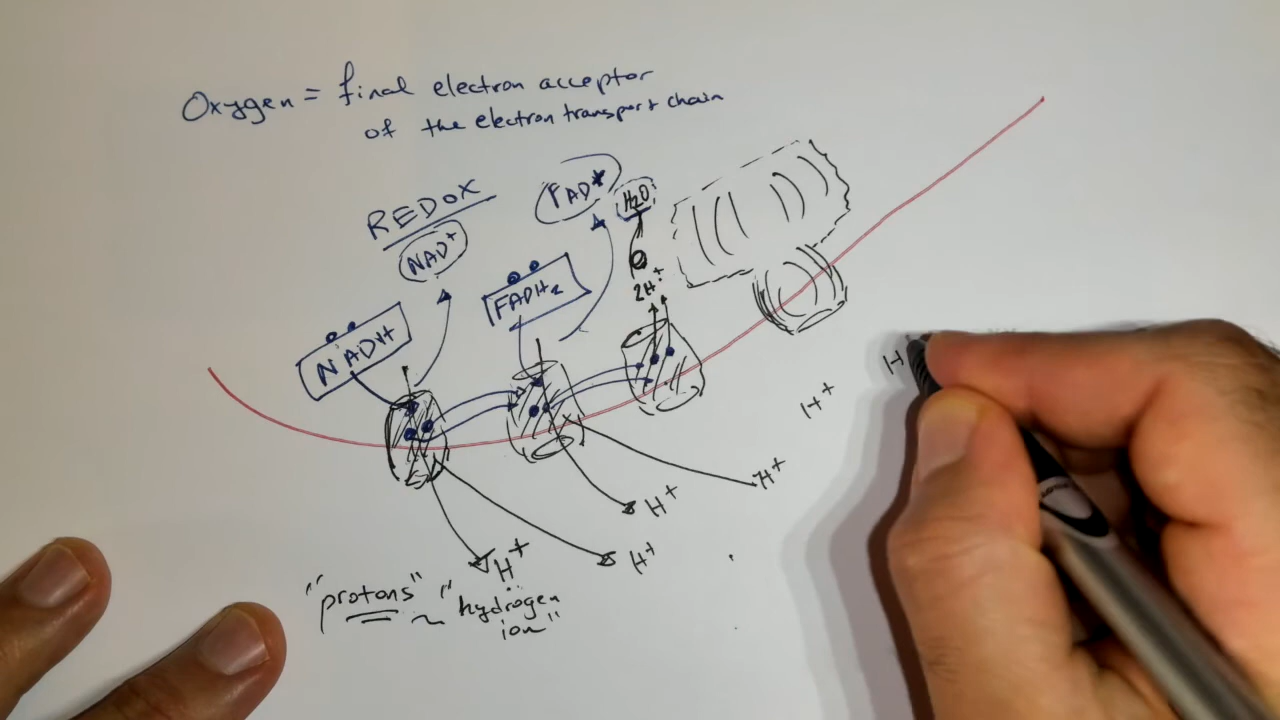 Oxygen = final electron acceptor
of the electron transport chain
REDOX
FAD+
H2O
NAD+
FADH2
2H+
NADH
H
H+
H+
H+
H+
H+
"protons" ~ "hydrogen
ion"